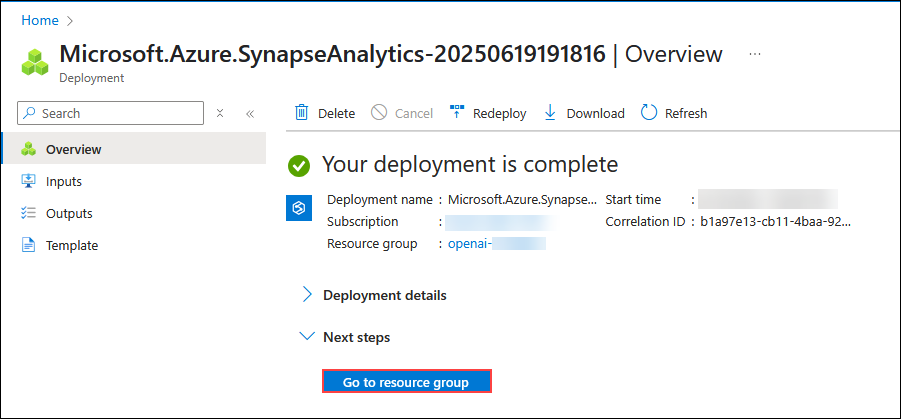 Home >
Microsoft.Azure.SynapseAnalytics-20250619191816 | Overview ...
Deployment
Search
Delete Cancel Redeploy Download Refresh
Overview
Inputs
Outputs
Template
Your deployment is complete
Deployment name : Microsoft.Azure.Synapse... Start time :
Subscription : Correlation ID : b1a97e13-cb11-4baa-92...
Resource group : openai-
Deployment details
Next steps
Go to resource group